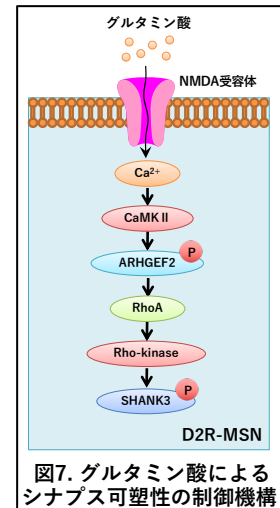 グルタミン酸
NMDA受容体
Ca²⁺
CaMKⅡ
P
ARHGEF2
RhoA
Rho-kinase
P
SHANK3
D2R-MSN
図7. グルタミン酸による
シナプス可塑性の制御機構